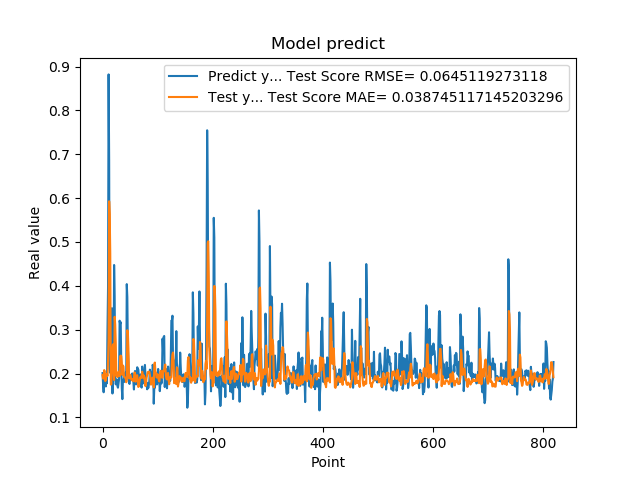 Model predict
Predict y... Test Score RMSE= 0.0645119273118
Test y... Test Score MAE= 0.038745117145203296
0.9
0.8
0.7
0.6
0.5
0.4
0.3
0.2
0.1
Real value
0 200 400 600 800
Point